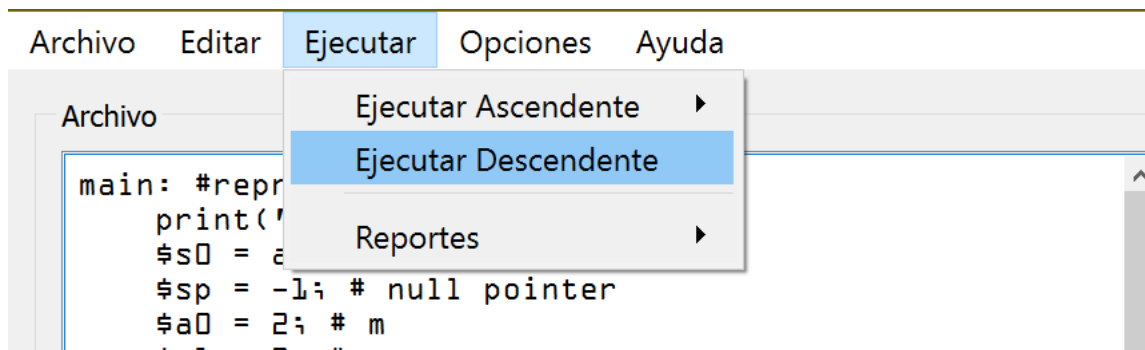 Archivo Editar Ejecutar Opciones Ayuda
Ejecutar Ascendente
Archivo
Ejecutar Descendente
main: #repr
print('
Reportes
$s0 = a
$sp = -1; # null pointer
$a0 = 2; # m